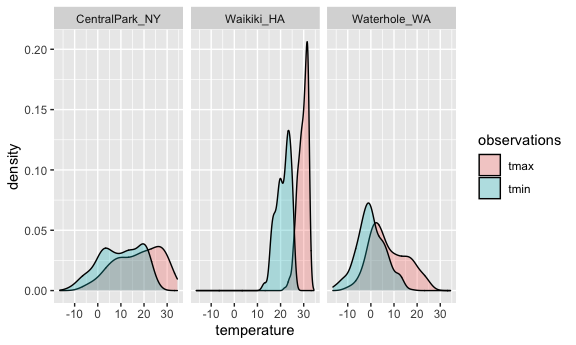 CentralPark_NY Waikiki_HA Waterhole_WA
0.20
0.15
0.10
0.05
0.00
density
-10 0 10 20 30 -10 0 10 20 30 -10 0 10 20 30
temperature
observations
tmax
tmin